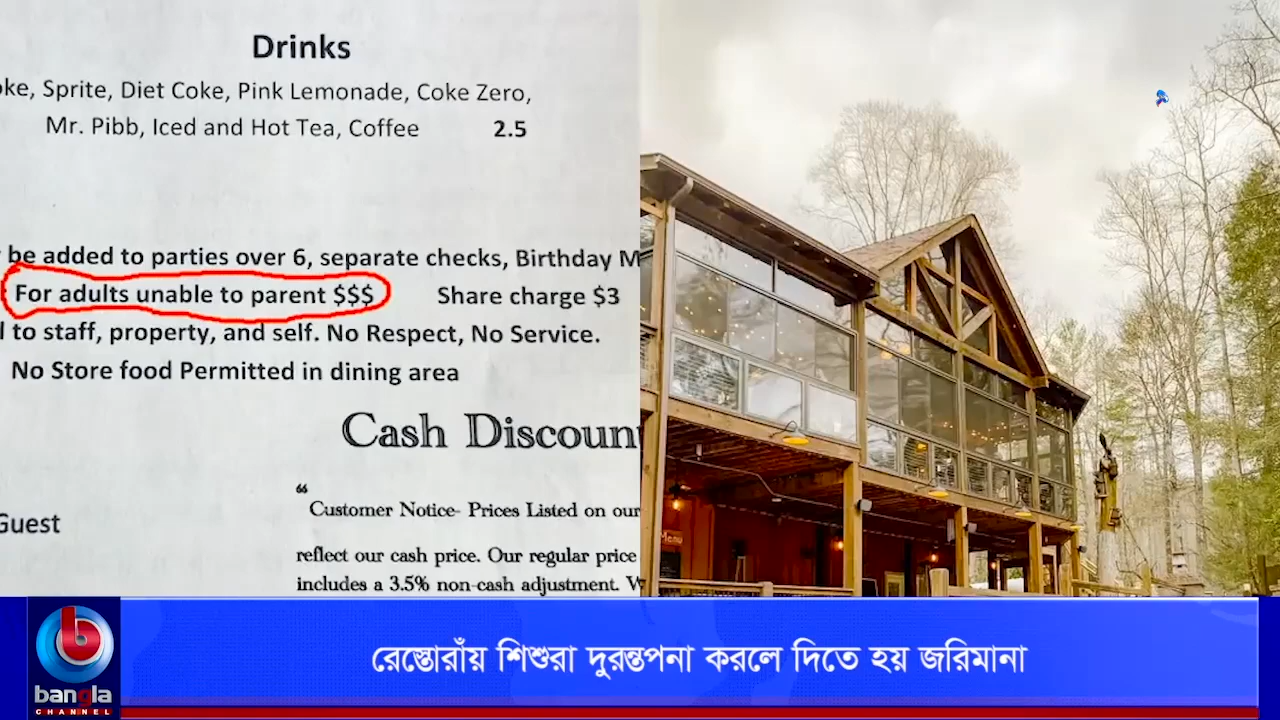 Drinks
ke, Sprite, Diet Coke, Pink Lemonade, Coke Zero,
Mr. Pibb, Iced and Hot Tea, Coffee 2.5
be added to parties over 6, separate checks, Birthday M
For adults unable to parent $$$ Share charge $3
l to staff, property, and self. No Respect, No Service.
No Store food Permitted in dining area
Cash Discoun
“
Customer Notice- Prices Listed on our
Guest
reflect our cash price. Our regular price
includes a 3.5% non-cash adjustment. W
Menu
রেস্তোরাঁয় শিশুরা দুরন্তপনা করলে দিতে হয় জরিমানা
b
bangla
CHANNEL